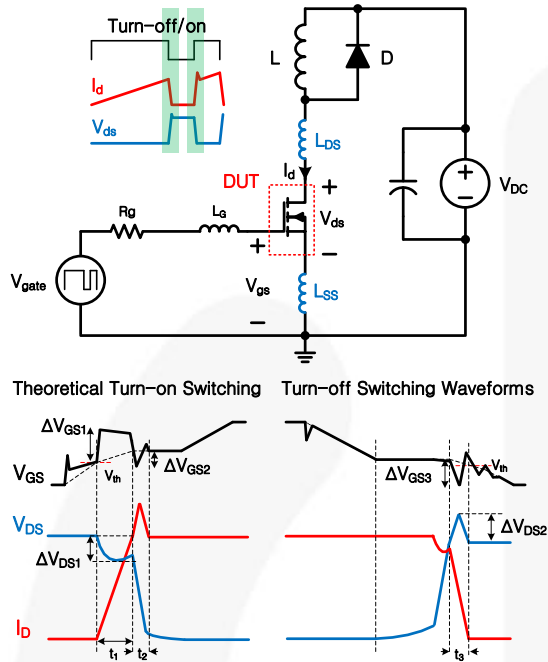 Turn-off/on
Id
Vds
L
D
LDS
Id
DUT
+
Vds
−
+
−
VDC
Rg
LG
+
Vgate
Vgs
LSS
−
Theoretical Turn-on Switching
Turn-off Switching Waveforms
ΔVGS1
VGS
Vth
ΔVGS2
ΔVGS3
Vth
VDS
ΔVDS1
ΔVDS2
ID
t1
t2
t3